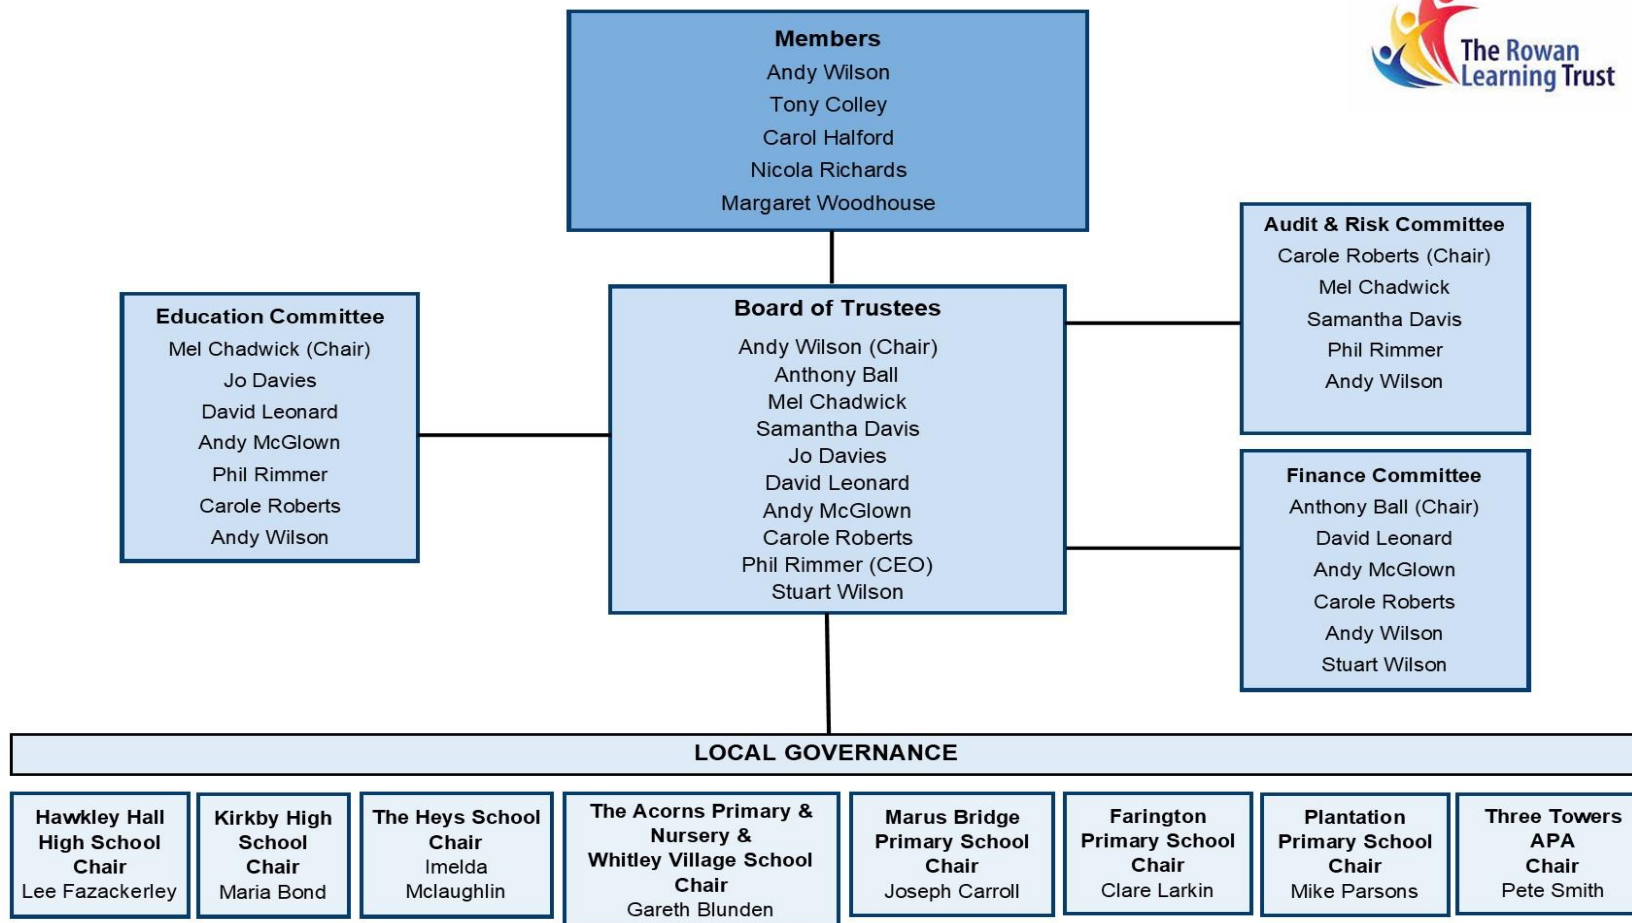 Members
Andy Wilson
Tony Colley
Carol Halford
Nicola Richards
Margaret Woodhouse
The Rowan
Learning Trust
Education Committee
Mel Chadwick (Chair)
Jo Davies
David Leonard
Andy McGlown
Phil Rimmer
Carole Roberts
Andy Wilson
Board of Trustees
Andy Wilson (Chair)
Anthony Ball
Mel Chadwick
Samantha Davis
Jo Davies
David Leonard
Andy McGlown
Carole Roberts
Phil Rimmer (CEO)
Stuart Wilson
Audit & Risk Committee
Carole Roberts (Chair)
Mel Chadwick
Samantha Davis
Phil Rimmer
Andy Wilson
Finance Committee
Anthony Ball (Chair)
David Leonard
Andy McGlown
Carole Roberts
Andy Wilson
Stuart Wilson
LOCAL GOVERNANCE
Hawkley Hall
High School
Chair
Lee Fazackerley
Kirkby High
School
Chair
Maria Bond
The Heys School
Chair
Imelda
Mclaughlin
The Acorns Primary &
Nursery &
Whitley Village School
Chair
Gareth Blunden
Marus Bridge
Primary School
Chair
Joseph Carroll
Farington
Primary School
Chair
Clare Larkin
Plantation
Primary School
Chair
Mike Parsons
Three Towers
APA
Chair
Pete Smith